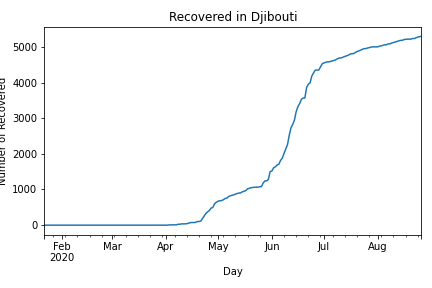 Recovered in Djibouti
Number of Recovered
5000
4000
3000
2000
1000
0
Feb
2020
Mar
Apr
May
Jun
Jul
Aug
Day